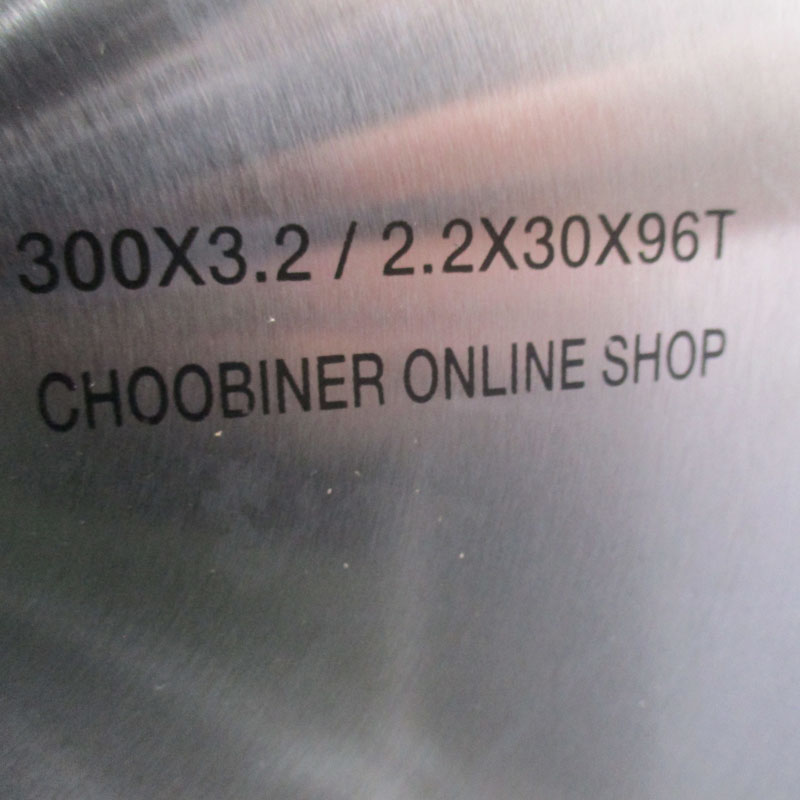 300X3.2 / 2.2X30X96T
CHOOBINER ONLINE SHOP